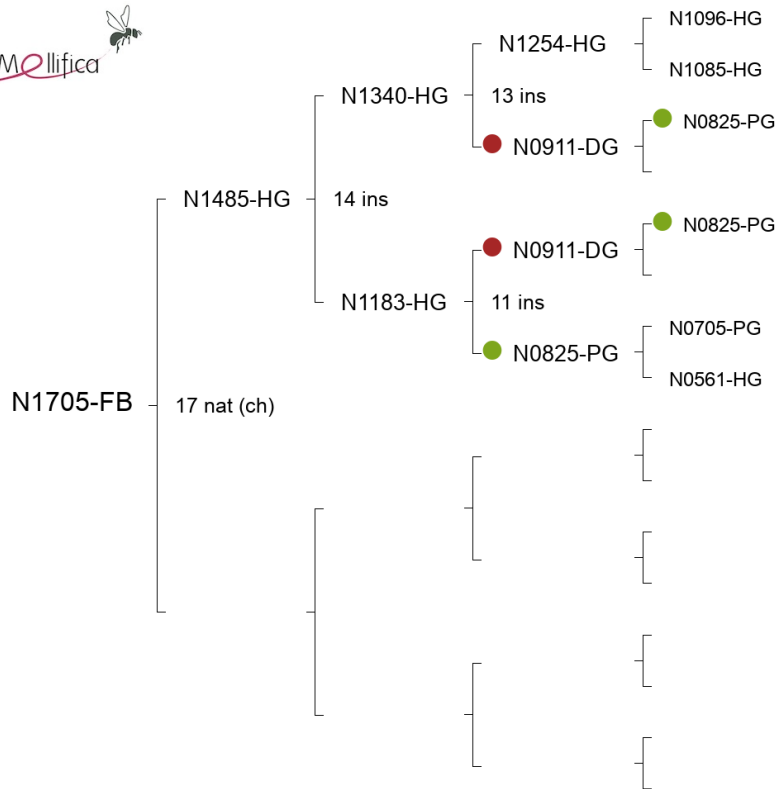 Mellifica
N1096-HG
N1254-HG
N1085-HG
N1340-HG
13 ins
N0825-PG
N0911-DG
N1485-HG
14 ins
N0825-PG
N0911-DG
N1183-HG
11 ins
N0705-PG
N0825-PG
N0561-HG
N1705-FB
17 nat (ch)